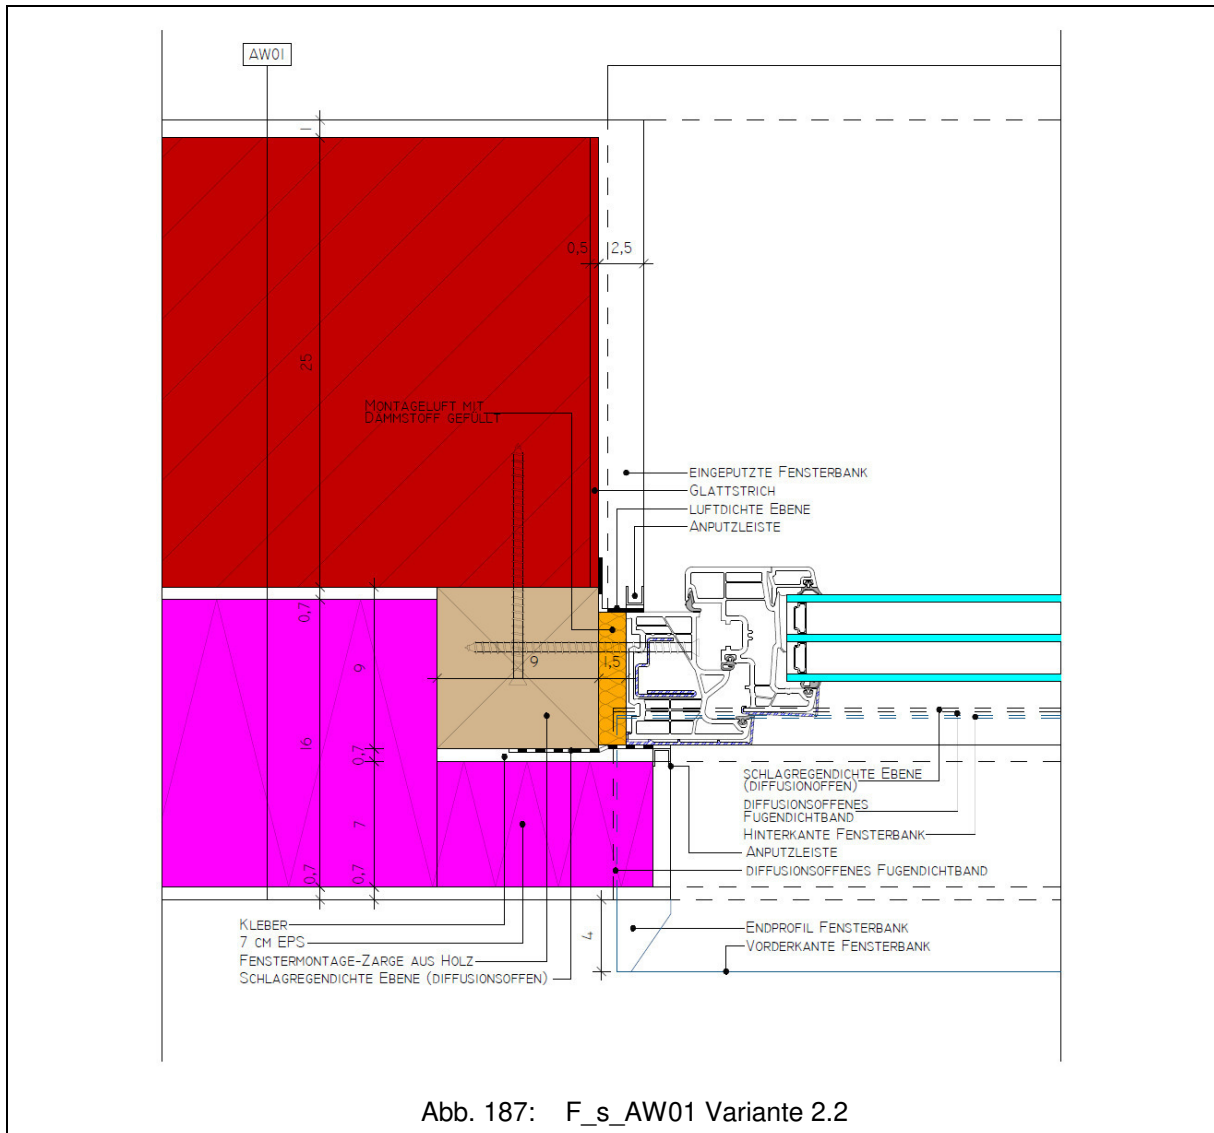 AW01
1
0,5
2,5
25
MONTAGELUFT MIT
DÄMMSTOFF GEFÜLLT
EINGEPUTZTE FENSTERBANK
GLATTSTRICH
LUFTDICHTE EBENE
ANPUTZLEISTE
0,7
9
9
1,5
16
0,7
7
0,7
0,7
SCHLAGREGENDICHTE EBENE
(DIFFUSIONOFFEN)
DIFFUSIONSOFFENES
FUGENDICHTBAND
HINTERKANTE FENSTERBANK
ANPUTZLEISTE
DIFFUSIONSOFFENES FUGENDICHTBAND
KLEBER
7 CM EPS
FENSTERMONTAGE-ZARGE AUS HOLZ
SCHLAGREGENDICHTE EBENE (DIFFUSIONSOFFEN)
4
ENDPROFIL FENSTERBANK
VORDERKANTE FENSTERBANK
Abb. 187: F_s_AW01 Variante 2.2